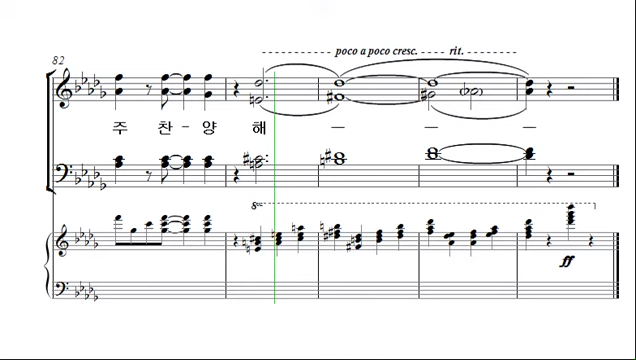 82
poco a poco cresc. rit.
주 찬 - 양 해 — — —
8va
ff